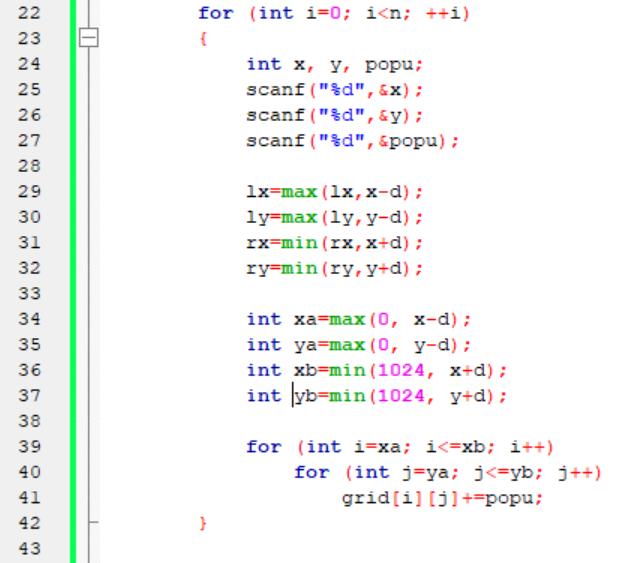 22 for (int i=0; i<n; ++i)
23 {
24 int x, y, popu;
25 scanf("%d",&x);
26 scanf("%d",&y);
27 scanf("%d",&popu);
28
29 lx=max(lx,x-d);
30 ly=max(ly,y-d);
31 rx=min(rx,x+d);
32 ry=min(ry,y+d);
33
34 int xa=max(0, x-d);
35 int ya=max(0, y-d);
36 int xb=min(1024, x+d);
37 int yb=min(1024, y+d);
38
39 for (int i=xa; i<=xb; i++)
40 for (int j=ya; j<=yb; j++)
41 grid[i][j]+=popu;
42 }
43